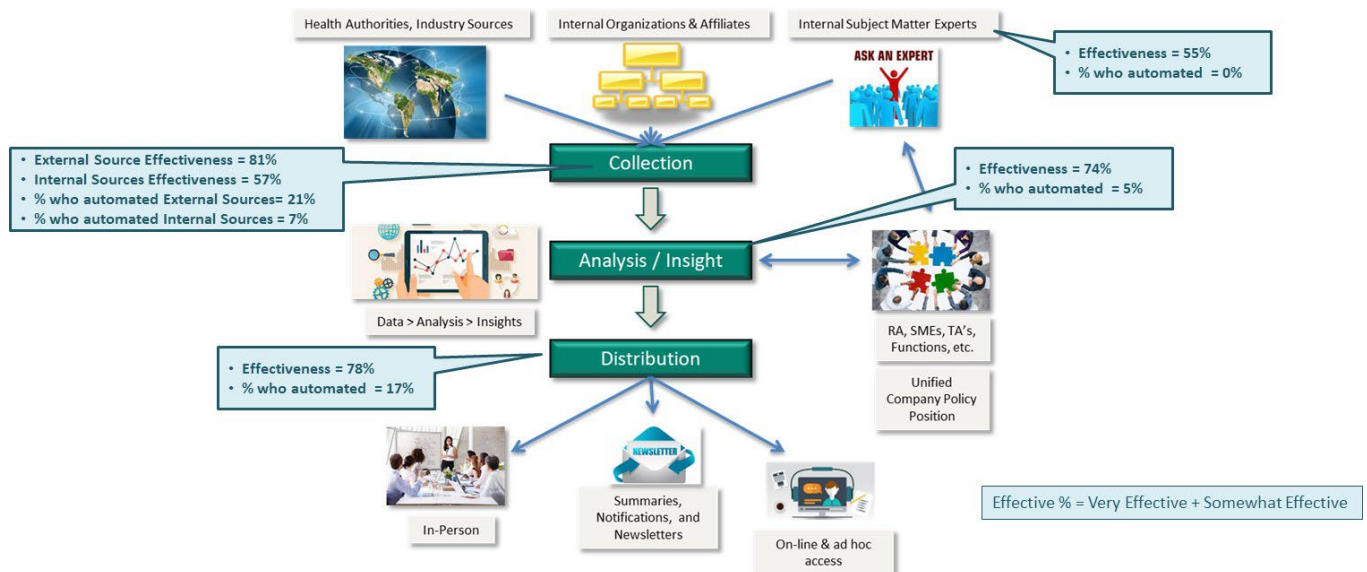 Health Authorities, Industry Sources
Internal Organizations & Affiliates
Internal Subject Matter Experts
ASK AN EXPERT
• Effectiveness = 55%
• % who automated = 0%
Collection
• External Source Effectiveness = 81%
• Internal Sources Effectiveness = 57%
• % who automated External Sources= 21%
• % who automated Internal Sources = 7%
• Effectiveness = 74%
• % who automated = 5%
Analysis / Insight
Data > Analysis > Insights
RA, SMEs, TA's,
Functions, etc.
Unified
Company Policy
Position
Distribution
• Effectiveness = 78%
• % who automated = 17%
In-Person
NEWSLETTER
Summaries,
Notifications, and
Newsletters
On-line & ad hoc
access
Effective % = Very Effective + Somewhat Effective